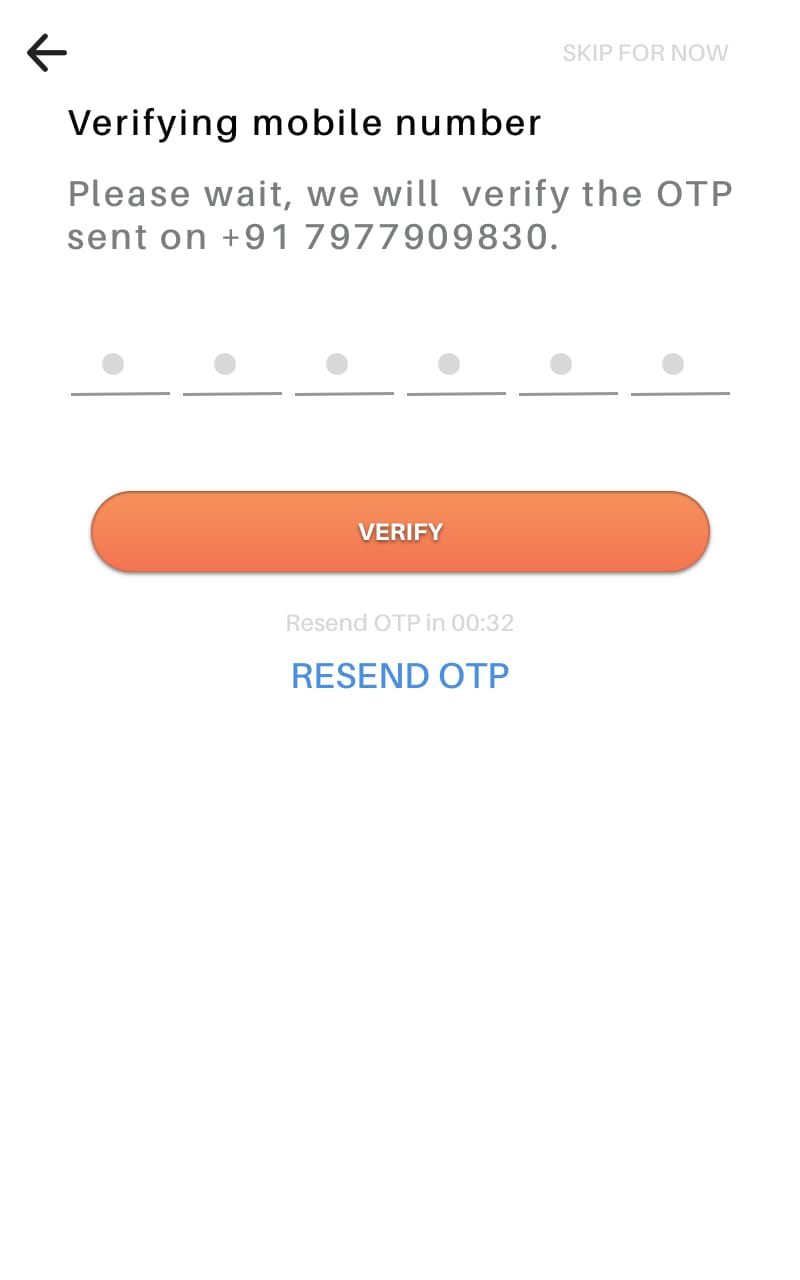 SKIP FOR NOW
Verifying mobile number
Please wait, we will  verify the OTP
sent on +91 7977909830.
VERIFY
Resend OTP in 00:32
RESEND OTP